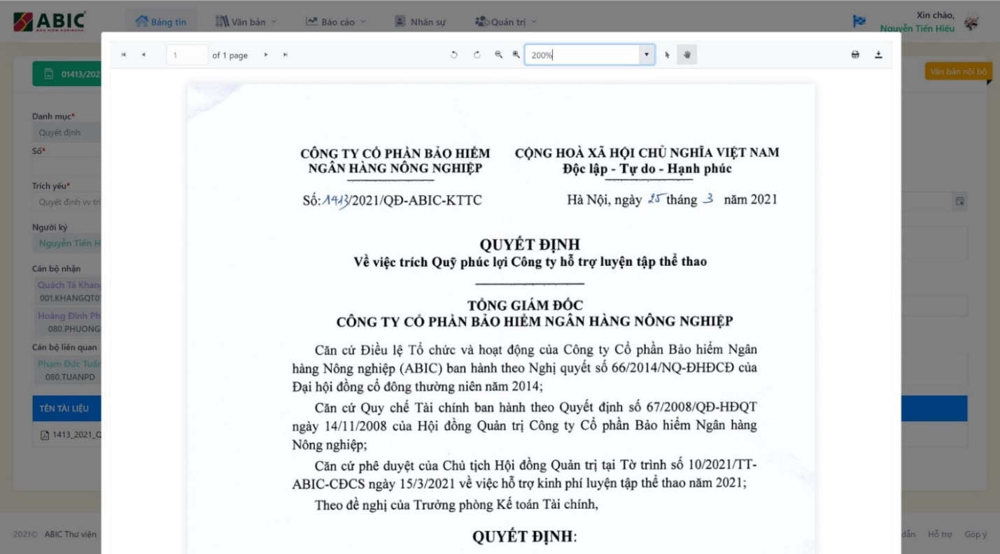 ABIC
BẢO HIỂM AGRIBANK
Bảng tin
Văn bản
Báo cáo
Nhân sự
Quản trị
Xin chào,
Nguyễn Tiến Hiếu
1 of 1 page
200%
01413/202
Văn bản nội bộ
Danh mục*
Quyết định
Số*
Trích yếu*
Quyết định vv trí
Người ký
Nguyễn Tiến H
Cán bộ nhận
Quách Tá Khang
001.KHANGQT0
Hoàng Đình Ph
080.PHUONG
Cán bộ liên quan
Phạm Đức Tuấn
080.TUANPD
TÊN TÀI LIỆU
1413_2021_Q
CÔNG TY CỔ PHẦN BẢO HIỂM
NGÂN HÀNG NÔNG NGHIỆP
CỘNG HOÀ XÃ HỘI CHỦ NGHĨA VIỆT NAM
Độc lập - Tự do - Hạnh phúc
Số:1413/2021/QĐ-ABIC-KTTC
Hà Nội, ngày 25 tháng 3 năm 2021
QUYẾT ĐỊNH
Về việc trích Quỹ phúc lợi Công ty hỗ trợ luyện tập thể thao
TỔNG GIÁM ĐỐC
CÔNG TY CỔ PHẦN BẢO HIỂM NGÂN HÀNG NÔNG NGHIỆP
Căn cứ Điều lệ Tổ chức và hoạt động của Công ty Cổ phần Bảo hiểm Ngân
hàng Nông nghiệp (ABIC) ban hành theo Nghị quyết số 66/2014/NQ-ĐHĐCĐ của
Đại hội đồng cổ đông thường niên năm 2014;
Căn cứ Quy chế Tài chính ban hành theo Quyết định số 67/2008/QĐ-HĐQT
ngày 14/11/2008 của Hội đồng Quản trị Công ty Cổ phần Bảo hiểm Ngân hàng
Nông nghiệp;
Căn cứ phê duyệt của Chủ tịch Hội đồng Quản trị tại Tờ trình số 10/2021/TT-
ABIC-CĐCS ngày 15/3/2021 về việc hỗ trợ kinh phí luyện tập thể thao năm 2021;
Theo đề nghị của Trưởng phòng Kế toán Tài chính,
QUYẾT ĐỊNH:
2021© ABIC Thư viện
dẫn
Hỗ trợ
Góp ý